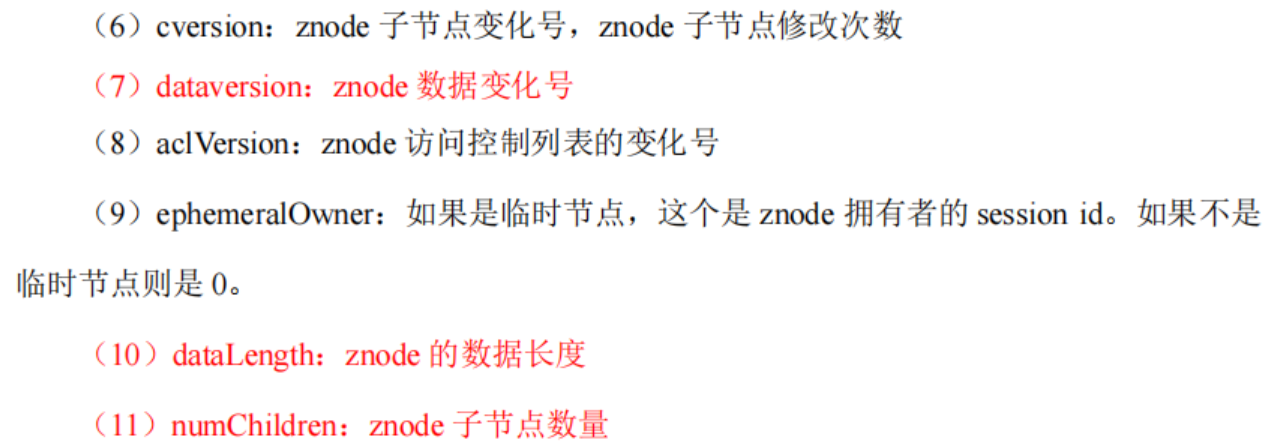 （6）cversion：znode 子节点变化号，znode 子节点修改次数
（7）dataversion：znode 数据变化号
（8）aclVersion：znode 访问控制列表的变化号
（9）ephemeralOwner：如果是临时节点，这个是 znode 拥有者的 session id。如果不是
临时节点则是 0。
（10）dataLength：znode 的数据长度
（11）numChildren：znode 子节点数量